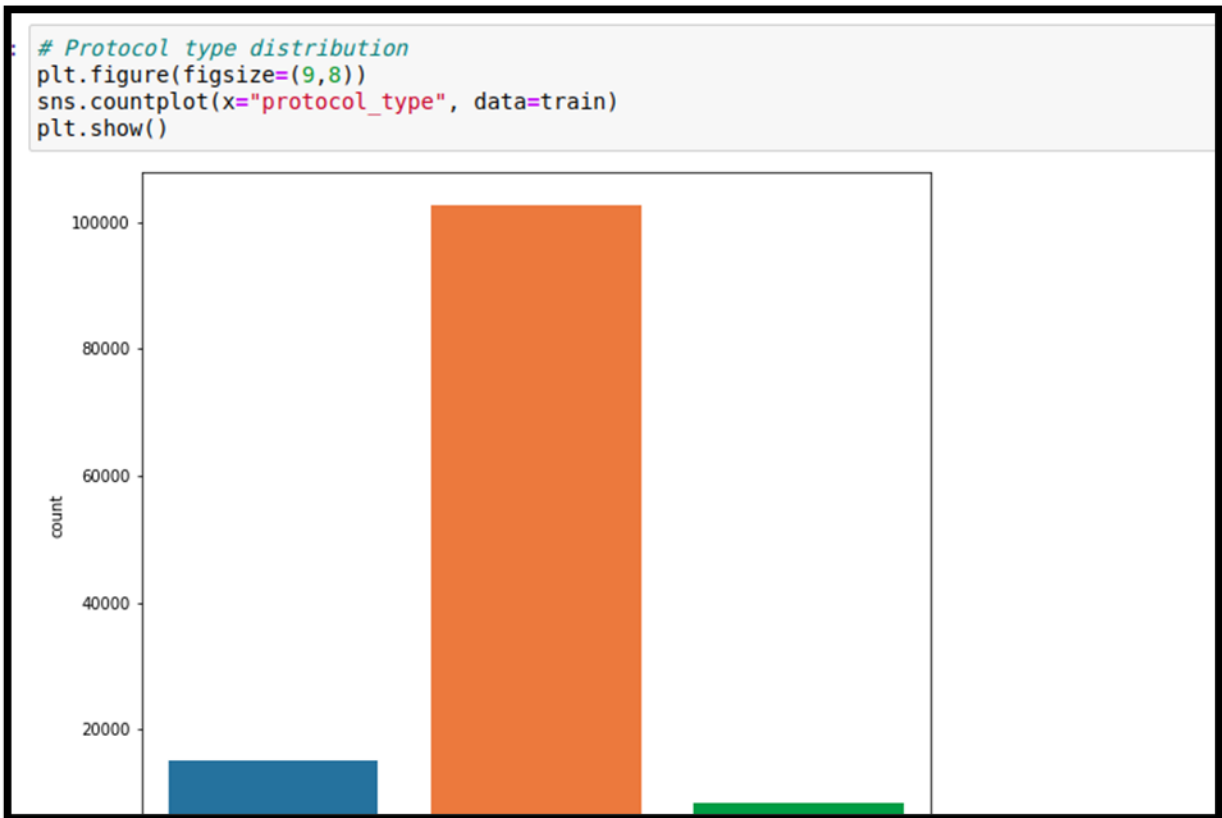 : # Protocol type distribution
plt.figure(figsize=(9,8))
sns.countplot(x="protocol_type", data=train)
plt.show()
100000
80000
60000
count
40000
20000